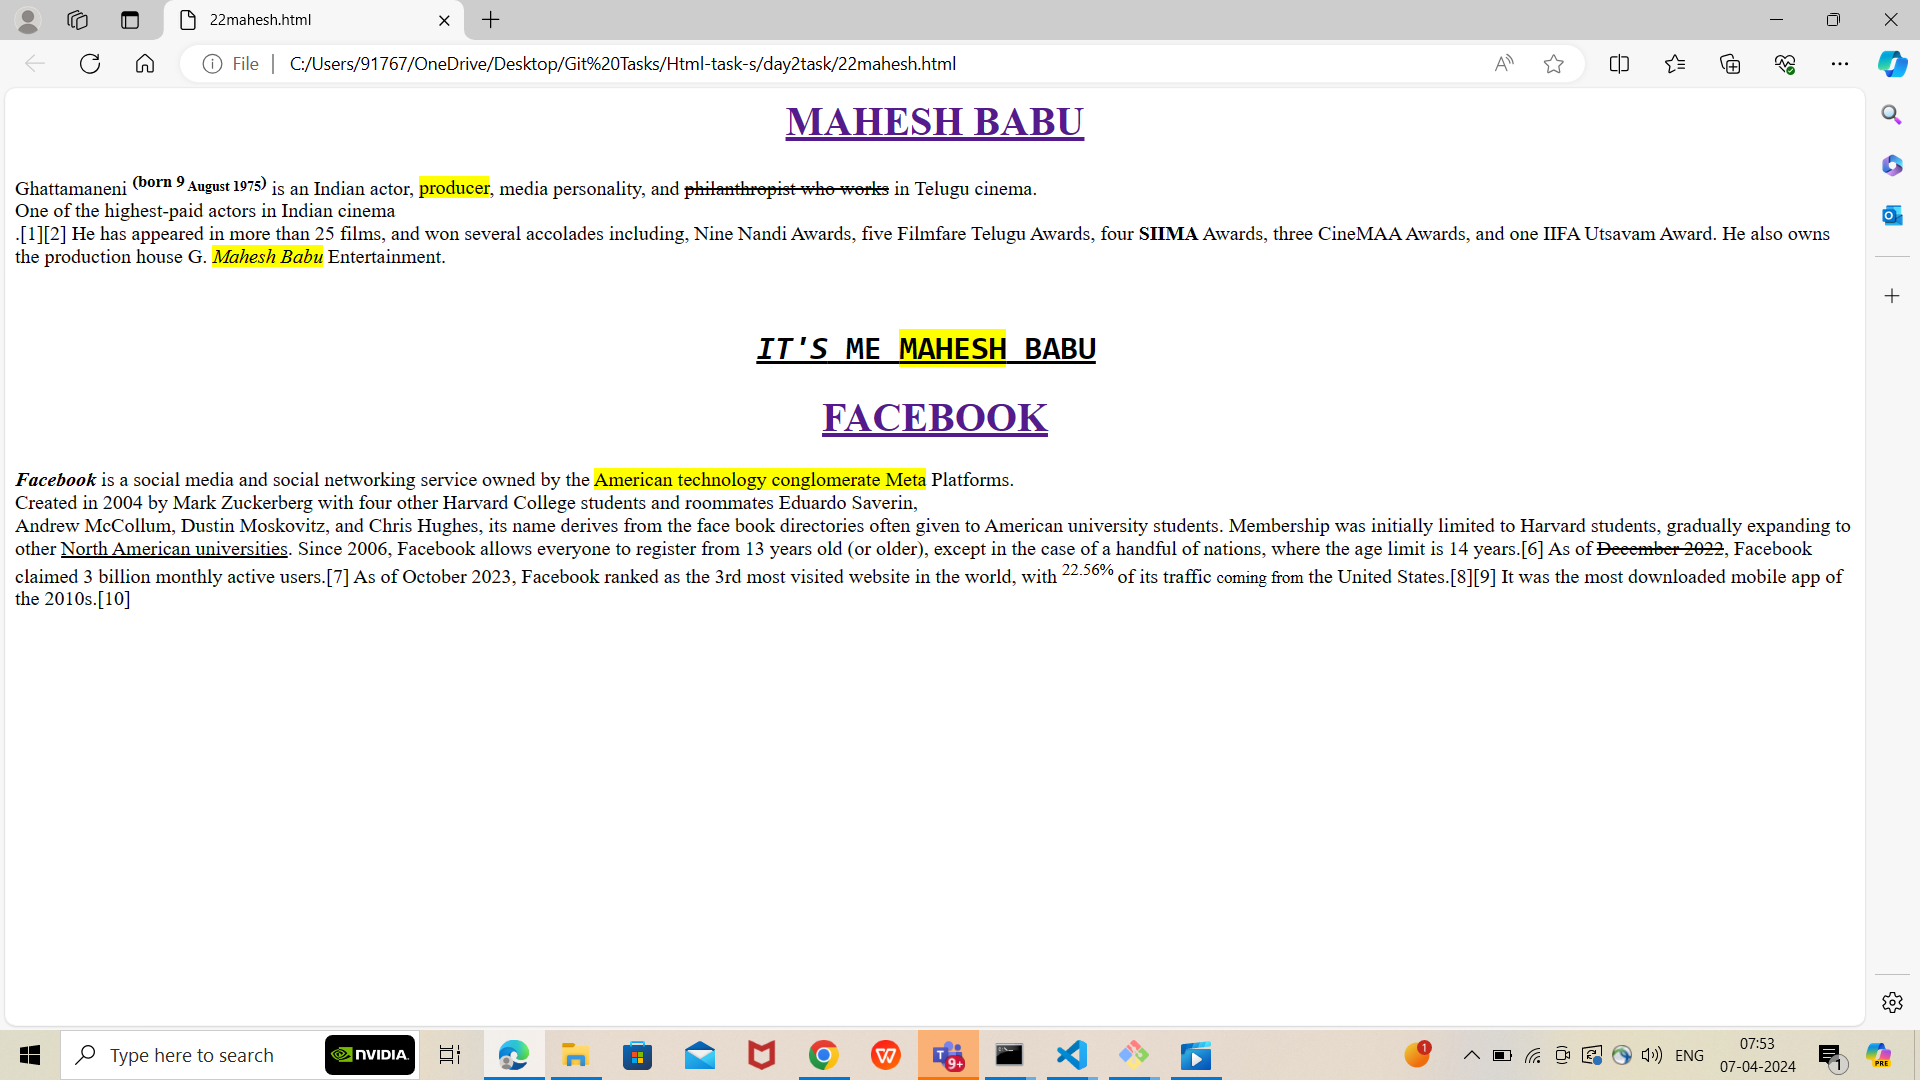 22mahesh.html
File
C:/Users/91767/OneDrive/Desktop/Git%20Tasks/Html-task-s/day2task/22mahesh.html
MAHESH BABU
Ghattamaneni (born 9 August 1975) is an Indian actor, producer, media personality, and philanthropist who works in Telugu cinema.
One of the highest-paid actors in Indian cinema
.[1][2] He has appeared in more than 25 films, and won several accolades including, Nine Nandi Awards, five Filmfare Telugu Awards, four SIIMA Awards, three CineMAA Awards, and one IIFA Utsavam Award. He also owns
the production house G. Mahesh Babu Entertainment.
IT'S ME MAHESH BABU
FACEBOOK
Facebook is a social media and social networking service owned by the American technology conglomerate Meta Platforms.
Created in 2004 by Mark Zuckerberg with four other Harvard College students and roommates Eduardo Saverin,
Andrew McCollum, Dustin Moskovitz, and Chris Hughes, its name derives from the face book directories often given to American university students. Membership was initially limited to Harvard students, gradually expanding to
other North American universities. Since 2006, Facebook allows everyone to register from 13 years old (or older), except in the case of a handful of nations, where the age limit is 14 years.[6] As of December 2022, Facebook
claimed 3 billion monthly active users.[7] As of October 2023, Facebook ranked as the 3rd most visited website in the world, with 22.56% of its traffic coming from the United States.[8][9] It was the most downloaded mobile app of
the 2010s.[10]
Type here to search
NVIDIA.
9+
1
ENG
07:53
07-04-2024
1
PRE